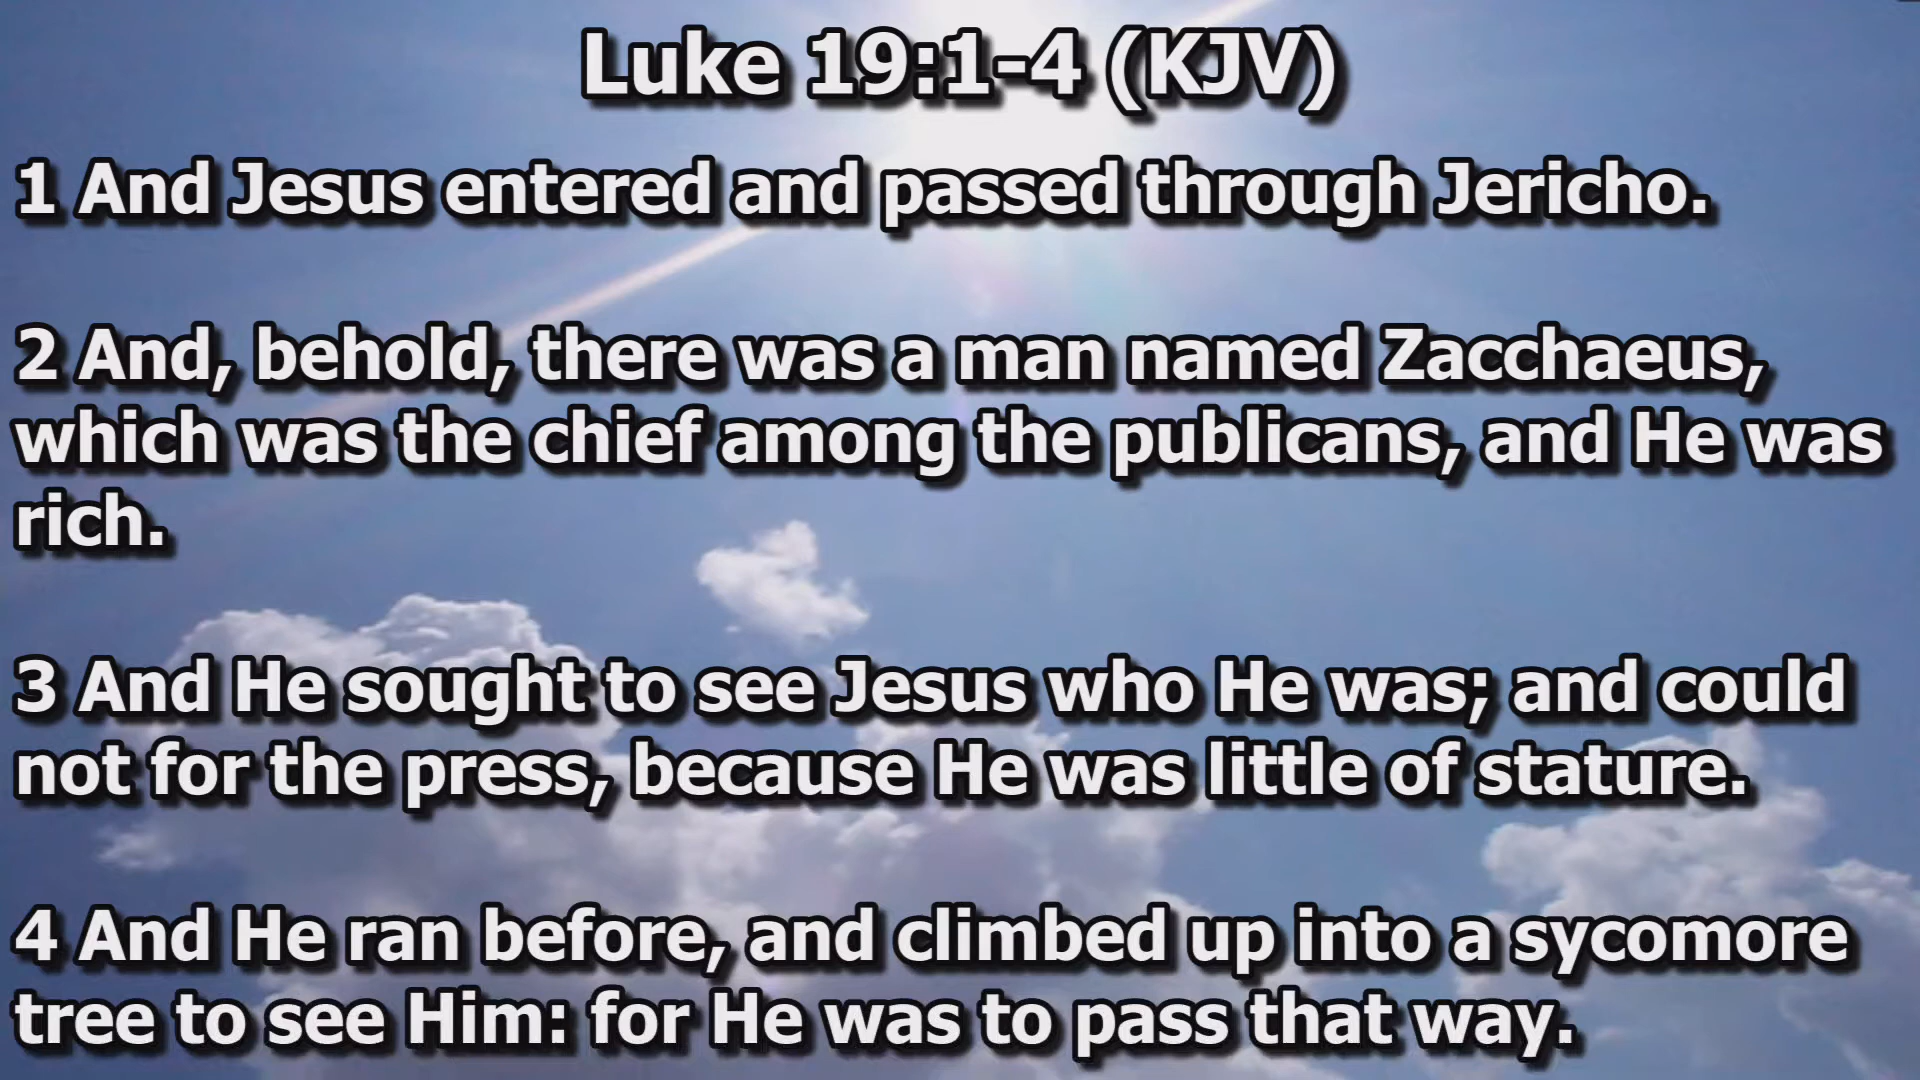 Luke 19:1-4 (KJV)
1 And Jesus entered and passed through Jericho.
2 And, behold, there was a man named Zacchaeus,
which was the chief among the publicans, and He was
rich.
3 And He sought to see Jesus who He was; and could
not for the press, because He was little of stature.
4 And He ran before, and climbed up into a sycomore
tree to see Him: for He was to pass that way.